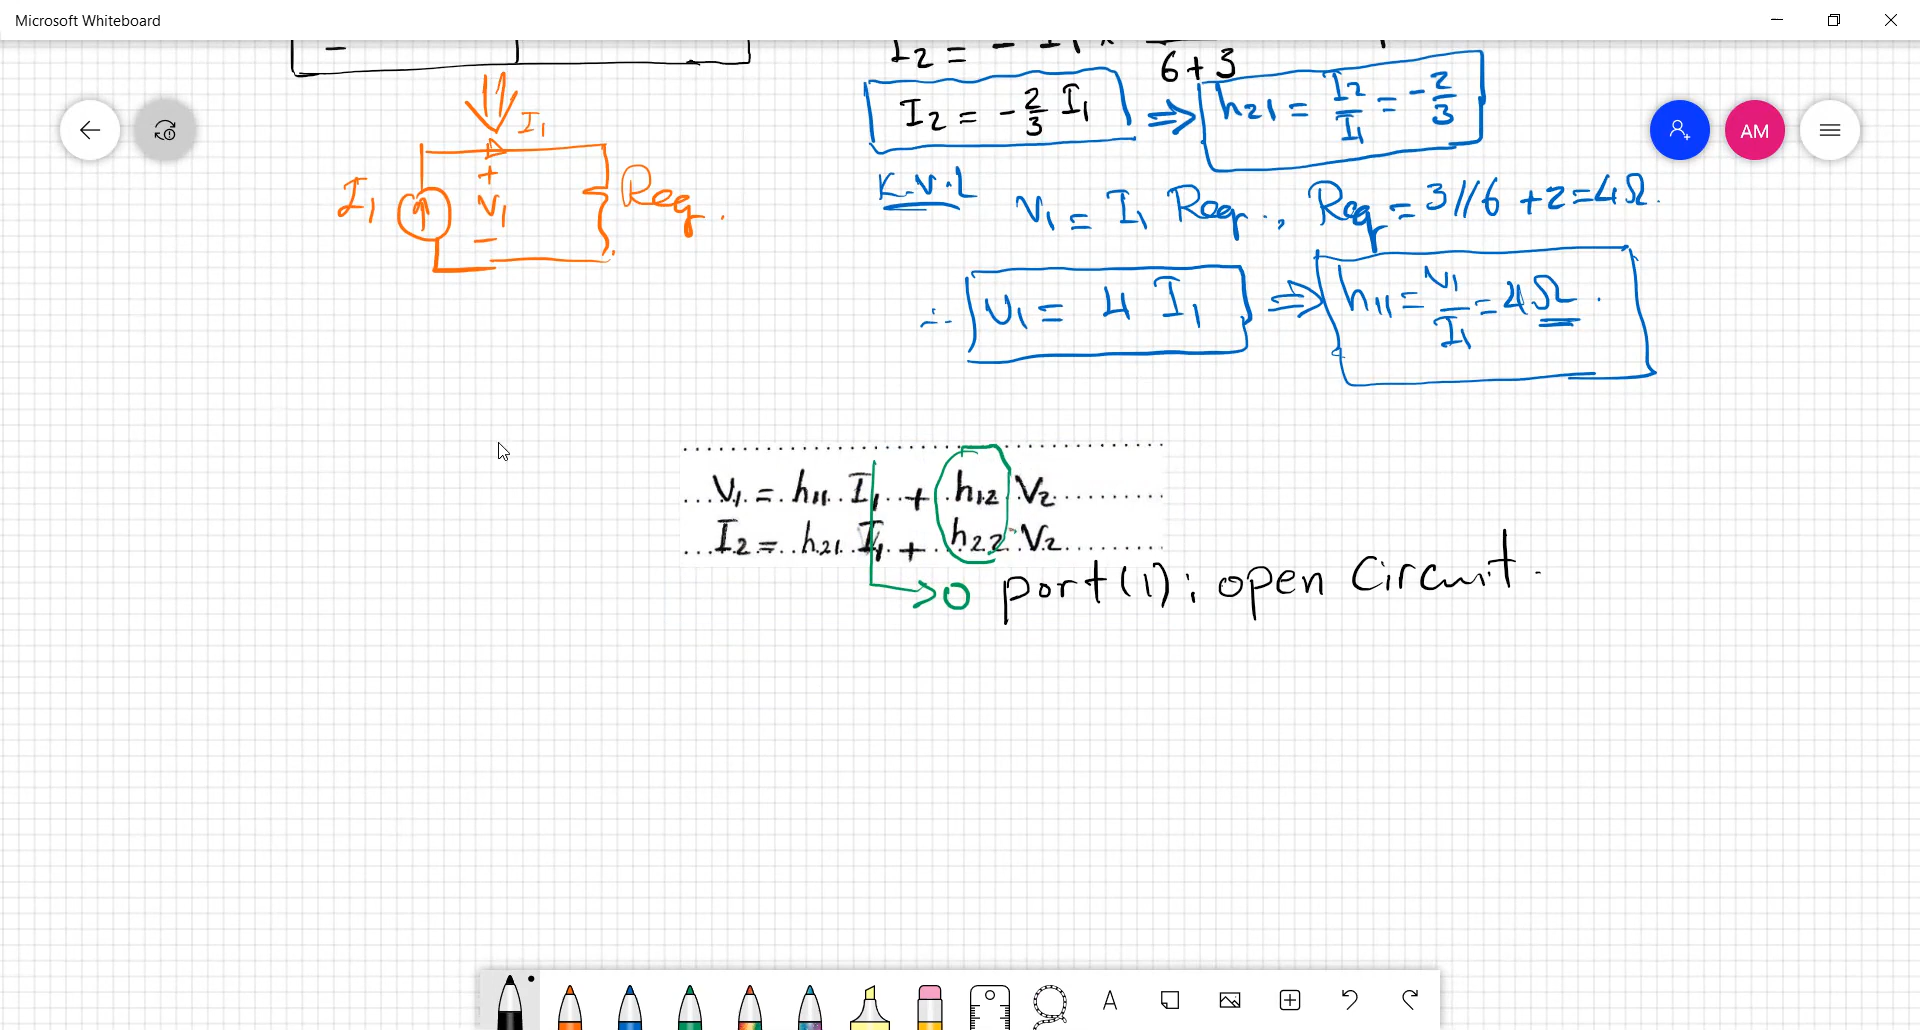 Microsoft Whiteboard
I2 = - I1 ×
6+3
I2 = -2/3 I1 ⇒ h21 = I2/I1 = -2/3
AM
I1
I1
+
V1
-
Req.
K.V.L
V1 = I1 Req., Req = 3//6 + 2 = 4Ω.
∴ V1 = 4 I1 ⇒ h11 = V1/I1 = 4Ω.
V1 = h11 I1 + h12 V2
I2 = h21 I1 + h22 V2
→ 0 port(1): open Circuit.
A